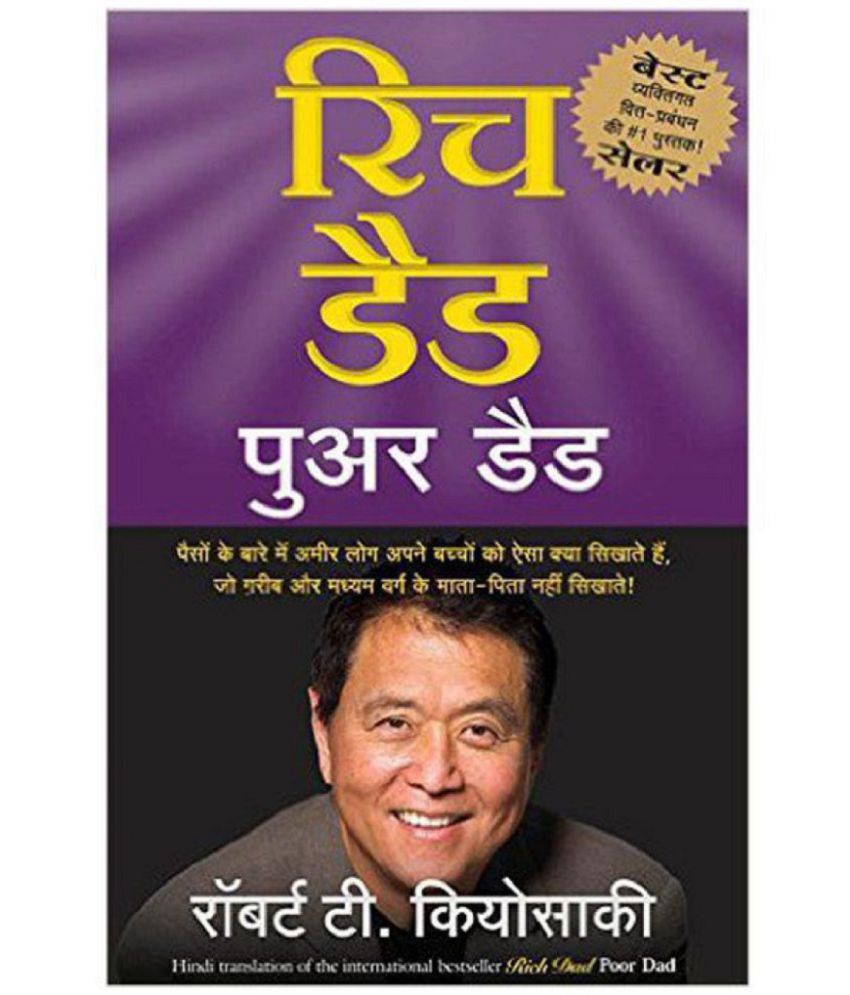 रिच
डैड
पुअर डैड
बेस्ट
व्यक्तिगत
वित्त-प्रबंधन
की #1 पुस्तक!
सेलर
पैसों के बारे में अमीर लोग अपने बच्चों को ऐसा क्या सिखाते हैं,
जो ग़रीब और मध्यम वर्ग के माता-पिता नहीं सिखाते!
रॉबर्ट टी. कियोसाकी
Hindi translation of the international bestseller Rich Dad Poor Dad